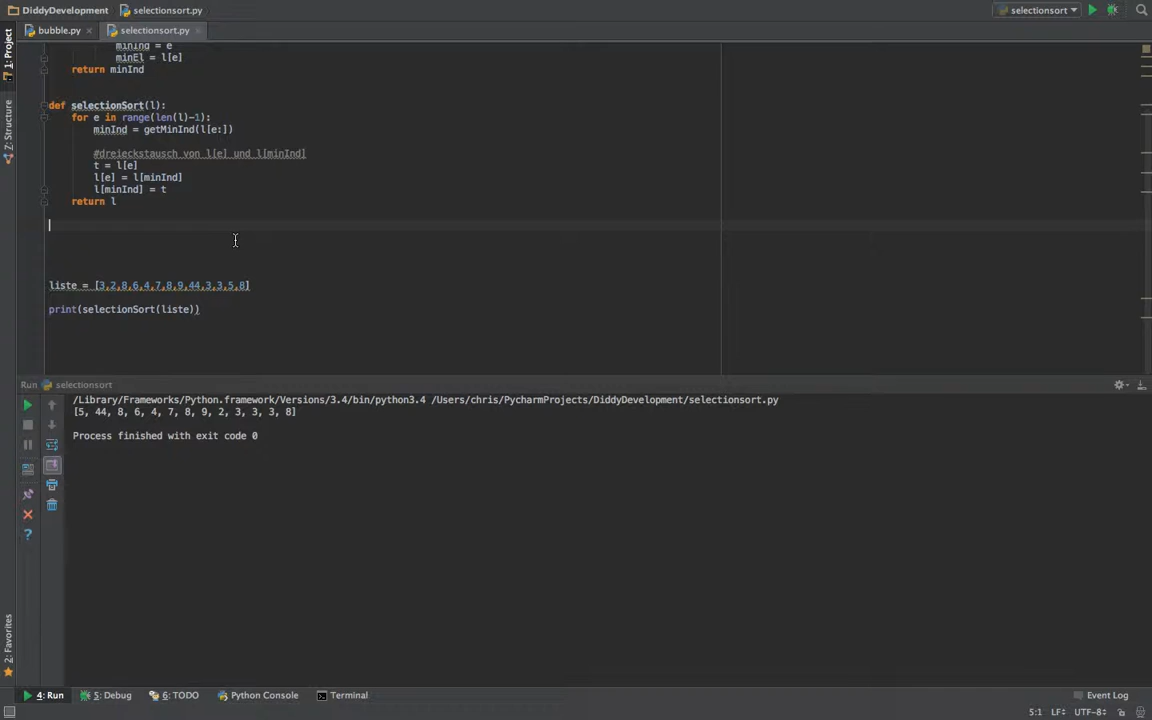 DiddyDevelopment
selectionsort.py
selectionsort
bubble.py
selectionsort.py
1: Project
Z: Structure
2: Favorites
minInd = e
minEl = l[e]
return minInd
def selectionSort(l):
for e in range(len(l)-1):
minInd = getMinInd(l[e:])
#dreieckstausch von l[e] und l[minInd]
t = l[e]
l[e] = l[minInd]
l[minInd] = t
return l
liste = [3,2,8,6,4,7,8,9,44,3,3,5,8]
print(selectionSort(liste))
Run selectionsort
/Library/Frameworks/Python.framework/Versions/3.4/bin/python3.4 /Users/chris/PycharmProjects/DiddyDevelopment/selectionsort.py
[5, 44, 8, 6, 4, 7, 8, 9, 2, 3, 3, 3, 8]
Process finished with exit code 0
4: Run
5: Debug
6: TODO
Python Console
Terminal
Event Log
5:1
LF
UTF-8